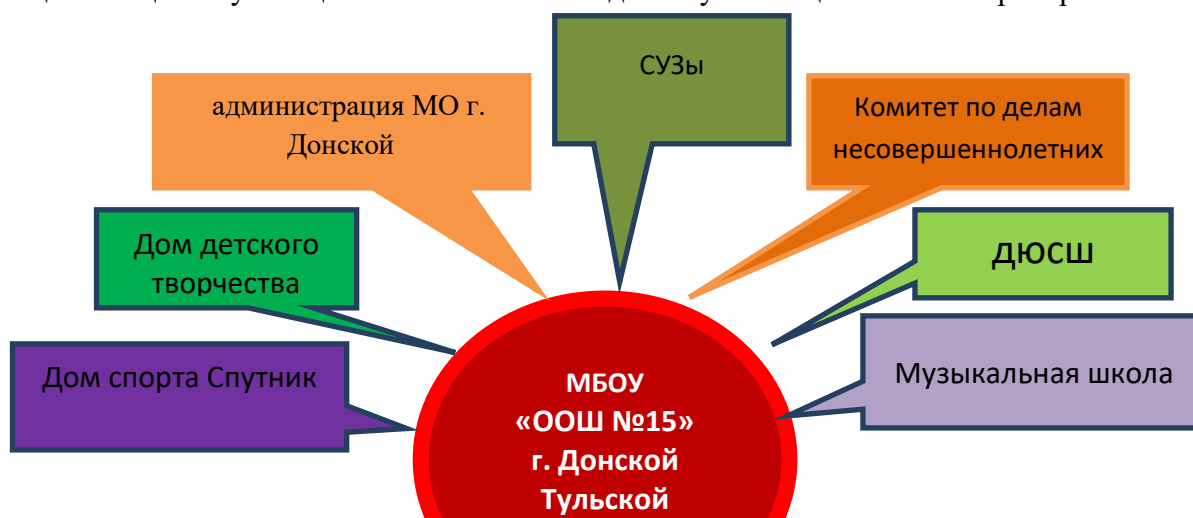 СУЗы
администрация МО г.
Донской
Комитет по делам
несовершеннолетних
Дом детского
творчества
ДЮСШ
Дом спорта Спутник
Музыкальная школа
МБОУ
«ООШ №15»
г. Донской
Тульской